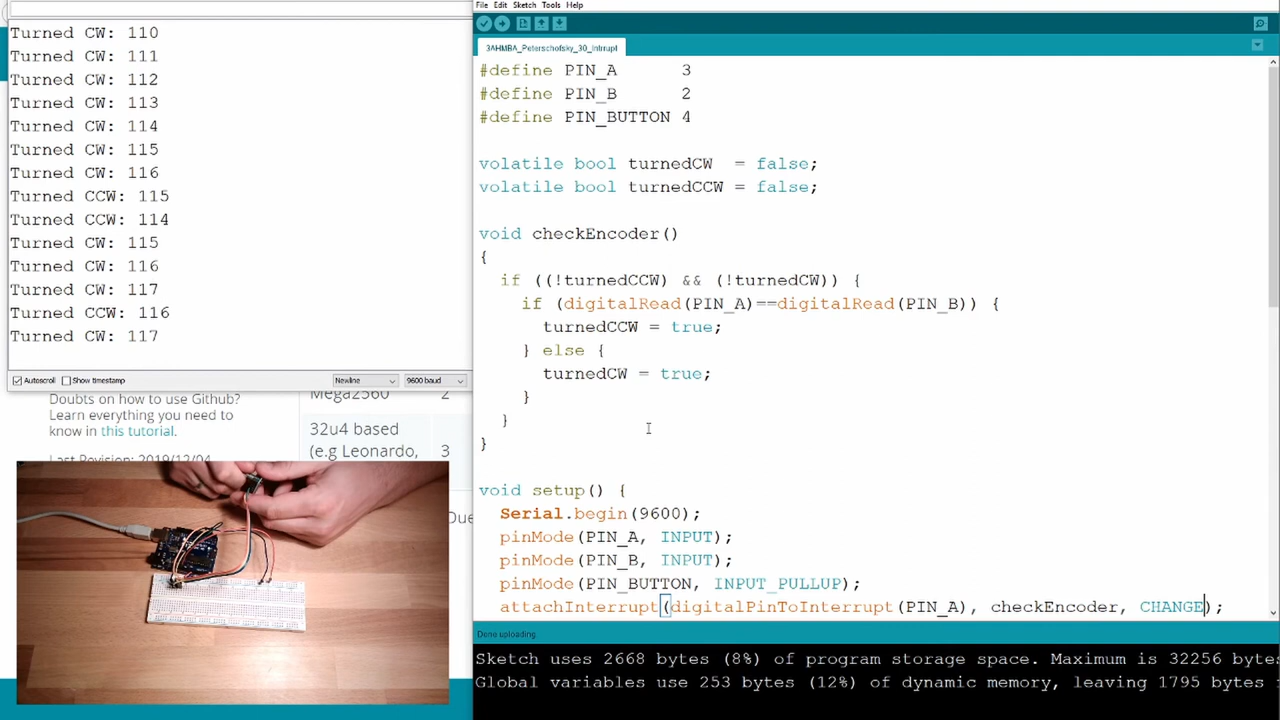 Turned CW: 110
Turned CW: 111
Turned CW: 112
Turned CW: 113
Turned CW: 114
Turned CW: 115
Turned CW: 116
Turned CCW: 115
Turned CCW: 114
Turned CW: 115
Turned CW: 116
Turned CW: 117
Turned CCW: 116
Turned CW: 117
Autoscroll Show timestamp Newline 9600 baud
Doubts on how to use Github?
Learn everything you need to
know in this tutorial.
Last Revision: 2019/12/04
Mega2560 2
32u4 based
(e.g Leonardo, 3
Due
File Edit Sketch Tools Help
3AHMBA_Peterschofsky_30_Intrrupt
#define PIN_A 3
#define PIN_B 2
#define PIN_BUTTON 4
volatile bool turnedCW = false;
volatile bool turnedCCW = false;
void checkEncoder()
{
if ((!turnedCCW) && (!turnedCW)) {
if (digitalRead(PIN_A)==digitalRead(PIN_B)) {
turnedCCW = true;
} else {
turnedCW = true;
}
}
}
void setup() {
Serial.begin(9600);
pinMode(PIN_A, INPUT);
pinMode(PIN_B, INPUT);
pinMode(PIN_BUTTON, INPUT_PULLUP);
attachInterrupt(digitalPinToInterrupt(PIN_A), checkEncoder, CHANGE);
Done uploading.
Sketch uses 2668 bytes (8%) of program storage space. Maximum is 32256 bytes
Global variables use 253 bytes (12%) of dynamic memory, leaving 1795 bytes